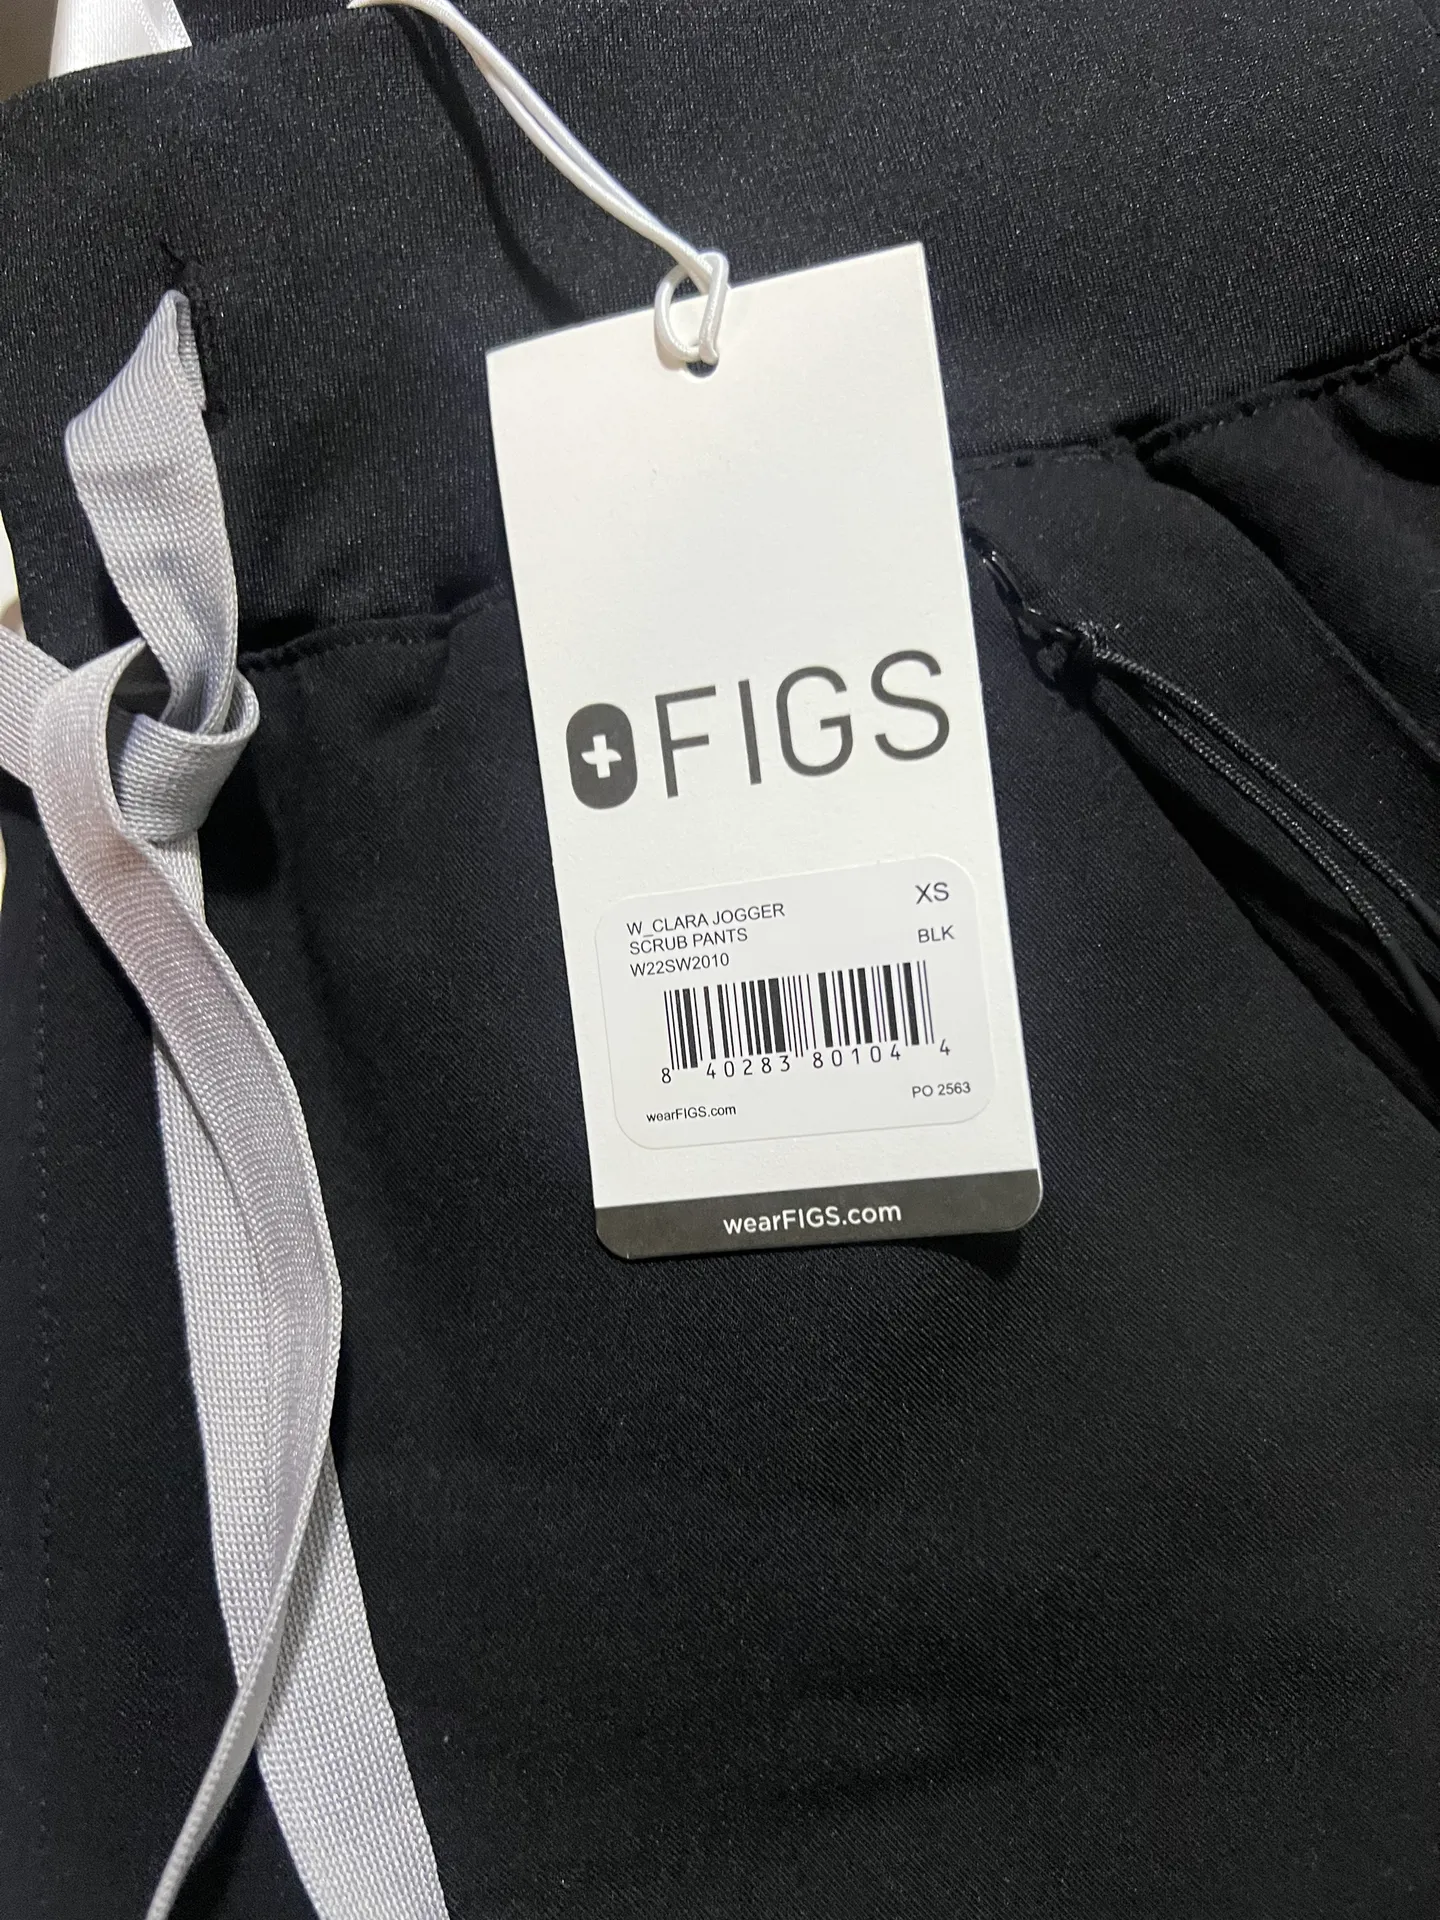 FIGS
W_CLARA JOGGER XS
SCRUB PANTS BLK
W22SW2010
8 40283 80104 4
wearFIGS.com PO 2563
wearFIGS.com